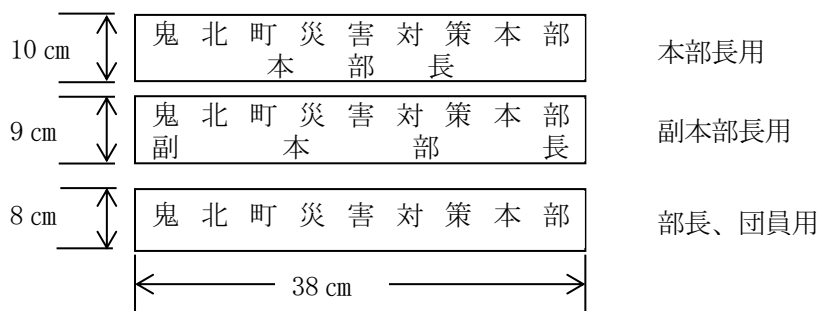 10 cm
鬼北町災害対策本部
本部長
本部長用
9 cm
鬼北町災害対策本部
副本部長
副本部長用
8 cm
鬼北町災害対策本部
部長、団員用
38 cm